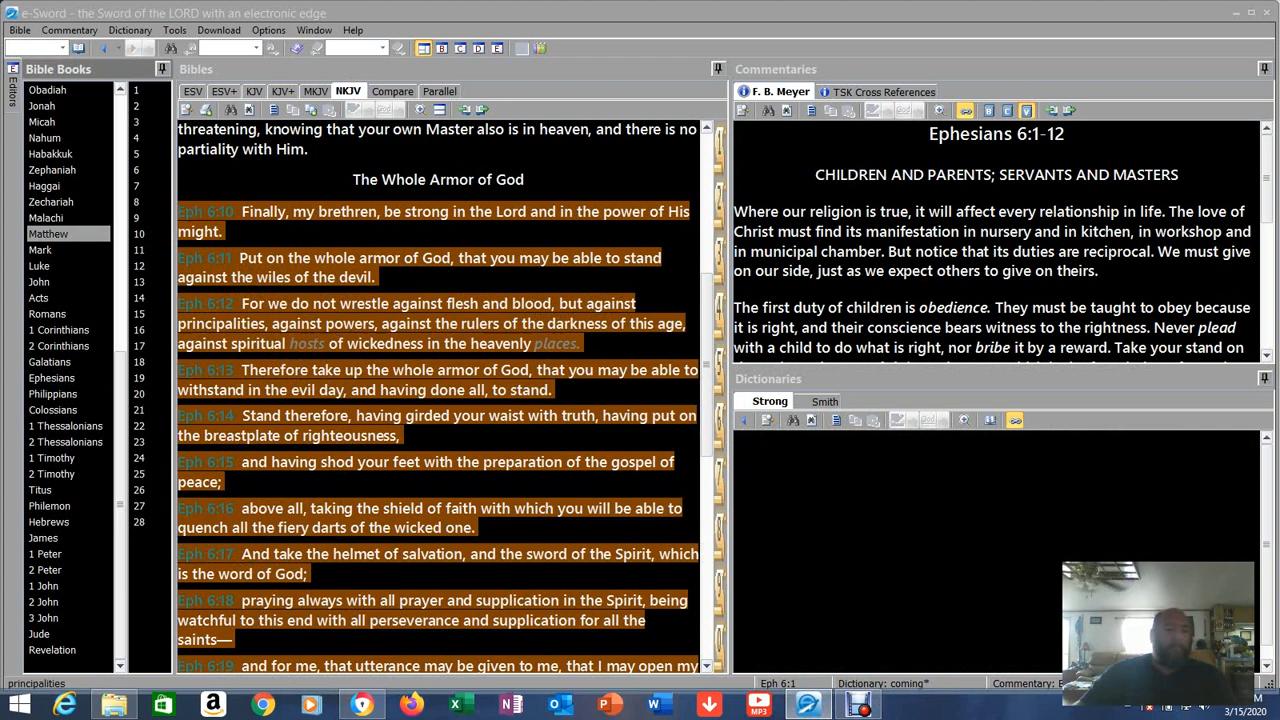 e-Sword - the Sword of the LORD with an electronic edge
Bible Commentary Dictionary Tools Download Options Window Help
B C D E
Editors
Bible Books
Obadiah
Jonah
Micah
Nahum
Habakkuk
Zephaniah
Haggai
Zechariah
Malachi
Matthew
Mark
Luke
John
Acts
Romans
1 Corinthians
2 Corinthians
Galatians
Ephesians
Philippians
Colossians
1 Thessalonians
2 Thessalonians
1 Timothy
2 Timothy
Titus
Philemon
Hebrews
James
1 Peter
2 Peter
1 John
2 John
3 John
Jude
Revelation
1
2
3
4
5
6
7
8
9
10
11
12
13
14
15
16
17
18
19
20
21
22
23
24
25
26
27
28
Bibles
ESV ESV+ KJV KJV+ MKJV NKJV Compare Parallel
threatening, knowing that your own Master also is in heaven, and there is no
partiality with Him.
The Whole Armor of God
Eph 6:10 Finally, my brethren, be strong in the Lord and in the power of His
might.
Eph 6:11 Put on the whole armor of God, that you may be able to stand
against the wiles of the devil.
Eph 6:12 For we do not wrestle against flesh and blood, but against
principalities, against powers, against the rulers of the darkness of this age,
against spiritual hosts of wickedness in the heavenly places.
Eph 6:13 Therefore take up the whole armor of God, that you may be able to
withstand in the evil day, and having done all, to stand.
Eph 6:14 Stand therefore, having girded your waist with truth, having put on
the breastplate of righteousness,
Eph 6:15 and having shod your feet with the preparation of the gospel of
peace;
Eph 6:16 above all, taking the shield of faith with which you will be able to
quench all the fiery darts of the wicked one.
Eph 6:17 And take the helmet of salvation, and the sword of the Spirit, which
is the word of God;
Eph 6:18 praying always with all prayer and supplication in the Spirit, being
watchful to this end with all perseverance and supplication for all the
saints—
Eph 6:19 and for me, that utterance may be given to me, that I may open my
Commentaries
F. B. Meyer TSK Cross References
B C V
Ephesians 6:1-12
CHILDREN AND PARENTS; SERVANTS AND MASTERS
Where our religion is true, it will affect every relationship in life. The love of
Christ must find its manifestation in nursery and in kitchen, in workshop and
in municipal chamber. But notice that its duties are reciprocal. We must give
on our side, just as we expect others to give on theirs.
The first duty of children is obedience. They must be taught to obey because
it is right, and their conscience bears witness to the rightness. Never plead
with a child to do what is right, nor bribe it by a reward. Take your stand on
Dictionaries
Strong Smith
principalities
Eph 6:1 Dictionary: coming* Commentary: E
MP3
3/15/2020